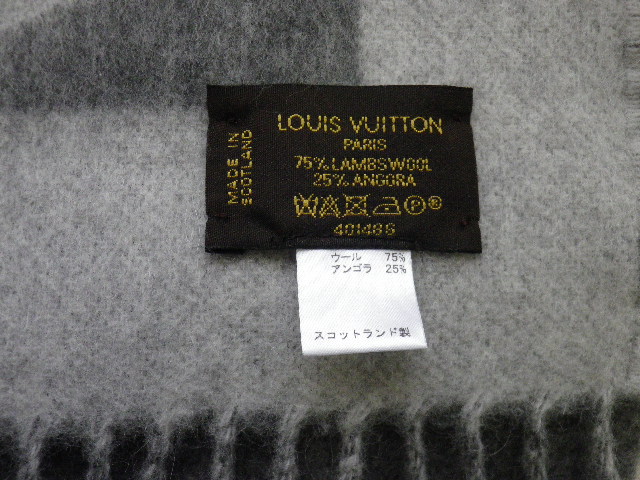 LOUIS VUITTON
PARIS
75% LAMBSWOOL
25% ANGORA
40148S
MADE IN
SCOTLAND
ウール 75%
アンゴラ 25%
スコットランド製